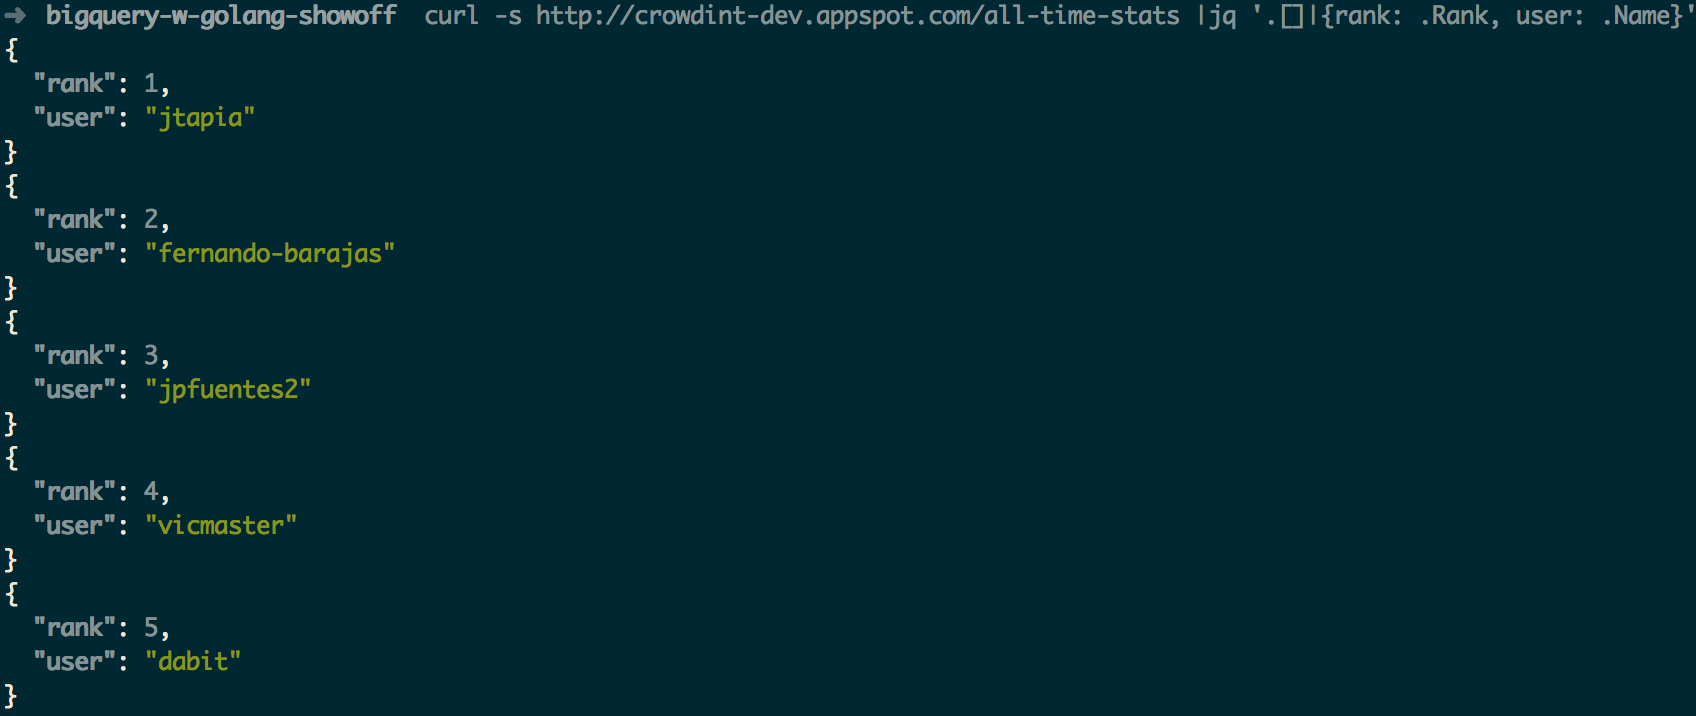 ➜ bigquery-w-golang-showoff curl -s http://crowdint-dev.appspot.com/all-time-stats |jq '.[]|{rank: .Rank, user: .Name}'
{
  "rank": 1,
  "user": "jtapia"
}
{
  "rank": 2,
  "user": "fernando-barajas"
}
{
  "rank": 3,
  "user": "jpfuentes2"
}
{
  "rank": 4,
  "user": "vicmaster"
}
{
  "rank": 5,
  "user": "dabit"
}